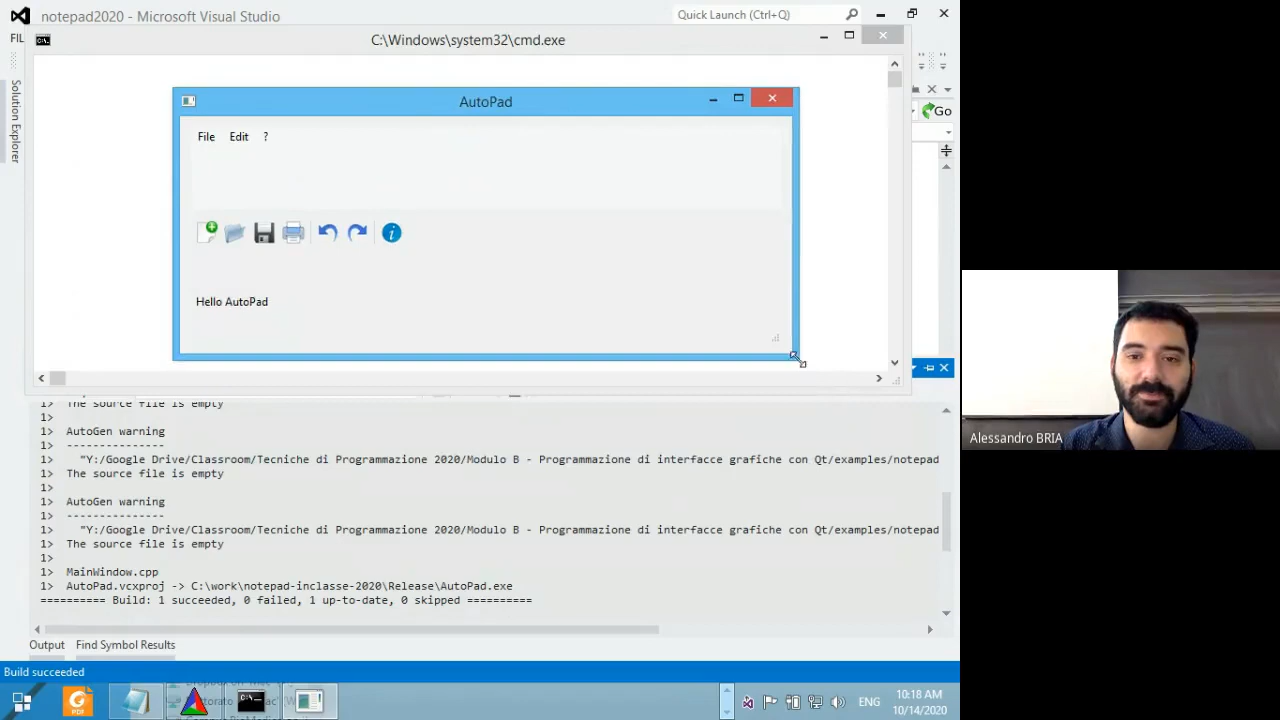 notepad2020 - Microsoft Visual Studio
Quick Launch (Ctrl+Q)
FIL
C:\Windows\system32\cmd.exe
Solution Explorer
AutoPad
Go
File Edit ?
Hello AutoPad
1> The source file is empty
1>
1> AutoGen warning
1> ---------------
1> "Y:/Google Drive/Classroom/Tecniche di Programmazione 2020/Modulo B - Programmazione di interfacce grafiche con Qt/examples/notepad
1> The source file is empty
1>
1> AutoGen warning
1> ---------------
1> "Y:/Google Drive/Classroom/Tecniche di Programmazione 2020/Modulo B - Programmazione di interfacce grafiche con Qt/examples/notepad
1> The source file is empty
1>
1> MainWindow.cpp
1> AutoPad.vcxproj -> C:\work\notepad-inclasse-2020\Release\AutoPad.exe
========== Build: 1 succeeded, 0 failed, 1 up-to-date, 0 skipped ==========
Output Find Symbol Results
Build succeeded
PDF
ENG
10:18 AM
10/14/2020
Alessandro BRIA